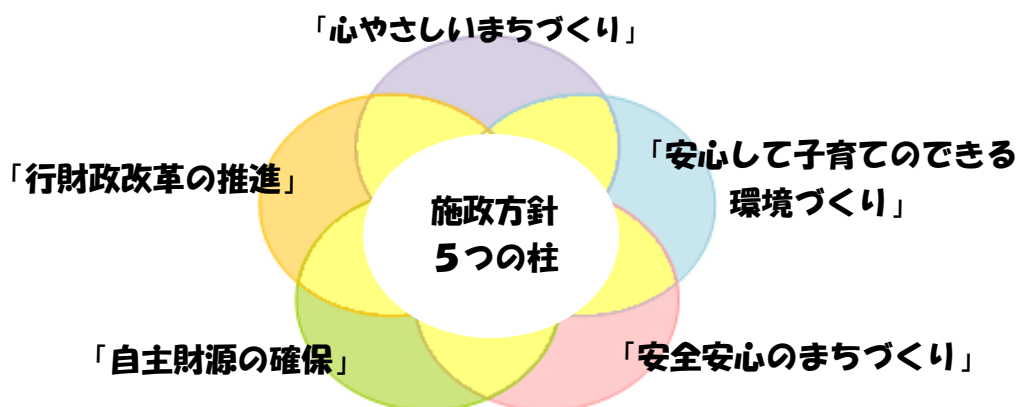 「心やさしいまちづくり」
「安心して子育てのできる
環境づくり」
「行財政改革の推進」
施政方針
５つの柱
「自主財源の確保」
「安全安心のまちづくり」